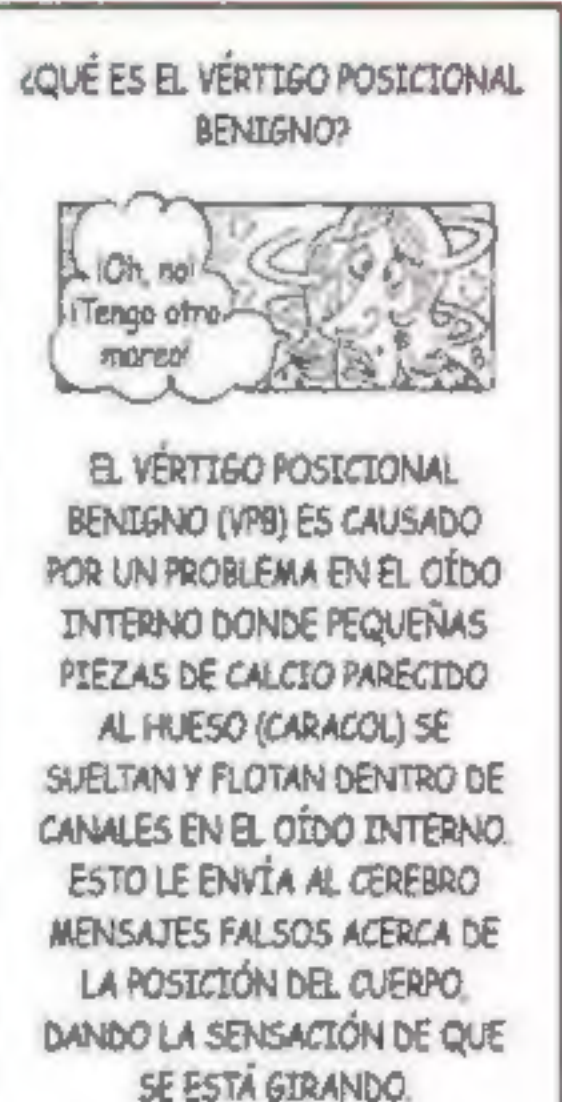 ¿QUÉ ES EL VÉRTIGO POSICIONAL
BENIGNO?
¡Oh, no!
¡Tengo otro
mareo!
EL VÉRTIGO POSICIONAL
BENIGNO (VPB) ES CAUSADO
POR UN PROBLEMA EN EL OÍDO
INTERNO DONDE PEQUEÑAS
PIEZAS DE CALCIO PARECIDO
AL HUESO (CARACOL) SE
SUELTAN Y FLOTAN DENTRO DE
CANALES EN EL OÍDO INTERNO.
ESTO LE ENVÍA AL CEREBRO
MENSAJES FALSOS ACERCA DE
LA POSICIÓN DEL CUERPO,
DANDO LA SENSACIÓN DE QUE
SE ESTÁ GIRANDO.